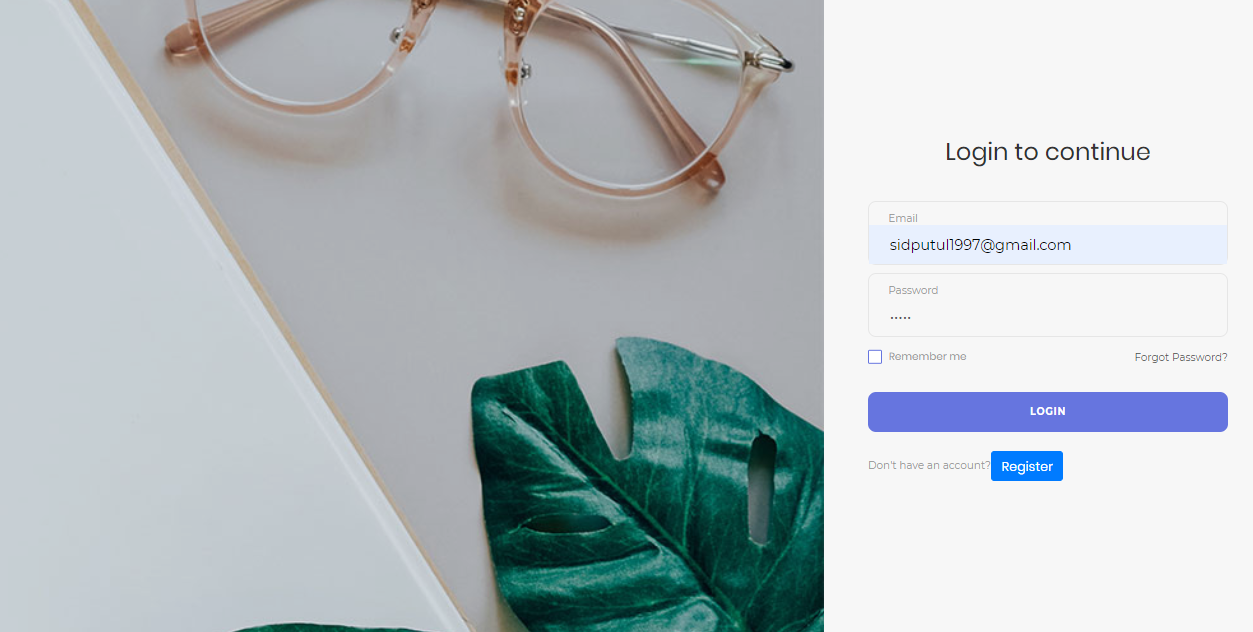 Login to continue
Email
sidputul1997@gmail.com
Password
.....
Remember me
Forgot Password?
LOGIN
Don't have an account? Register